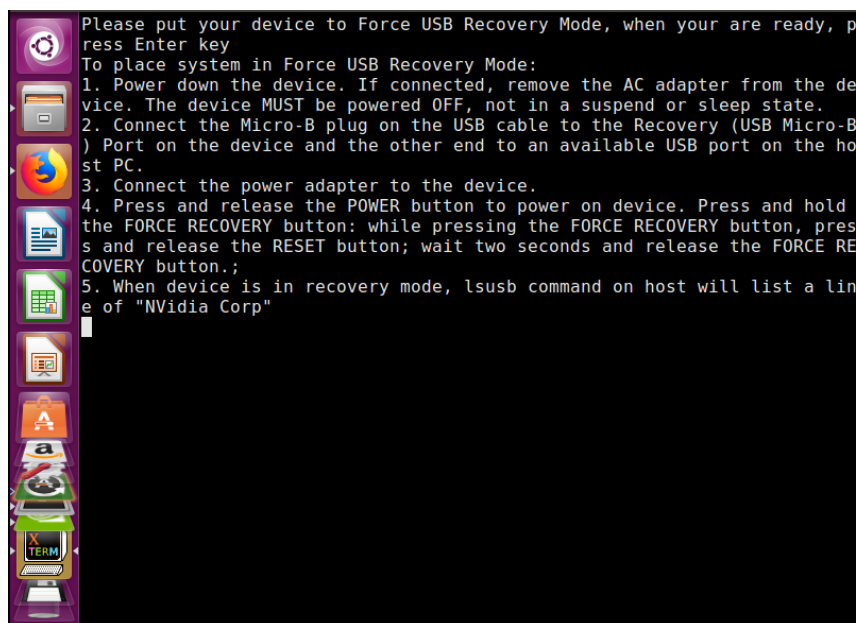 Please put your device to Force USB Recovery Mode, when your are ready, p
ress Enter key
To place system in Force USB Recovery Mode:
1. Power down the device. If connected, remove the AC adapter from the de
vice. The device MUST be powered OFF, not in a suspend or sleep state.
2. Connect the Micro-B plug on the USB cable to the Recovery (USB Micro-B
) Port on the device and the other end to an available USB port on the ho
st PC.
3. Connect the power adapter to the device.
4. Press and release the POWER button to power on device. Press and hold
the FORCE RECOVERY button: while pressing the FORCE RECOVERY button, pres
s and release the RESET button; wait two seconds and release the FORCE RE
COVERY button.;
5. When device is in recovery mode, lsusb command on host will list a lin
e of "NVidia Corp"
A
a
X
TERM